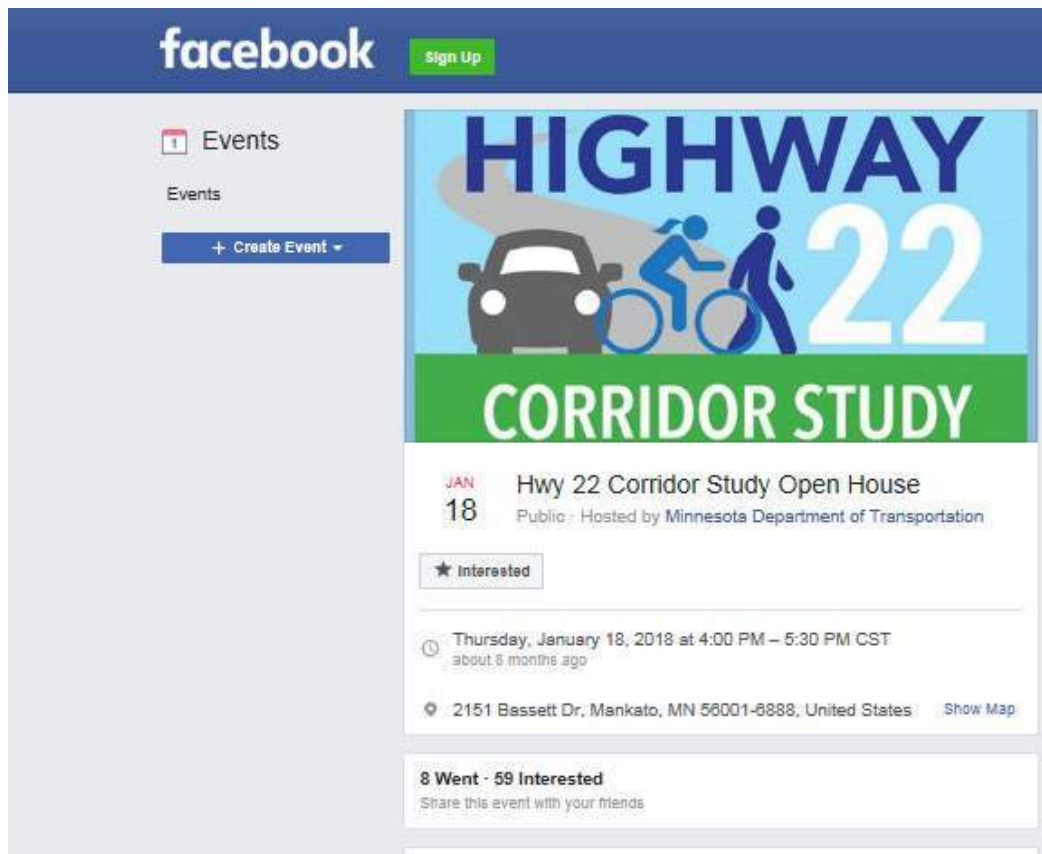 facebook
Sign Up
1
Events
Events
+ Create Event
HIGHWAY
22
CORRIDOR STUDY
JAN
18
Hwy 22 Corridor Study Open House
Public · Hosted by Minnesota Department of Transportation
★ Interested
Thursday, January 18, 2018 at 4:00 PM – 5:30 PM CST
about 8 months ago
2151 Bassett Dr, Mankato, MN 56001-6888, United States
Show Map
8 Went · 59 Interested
Share this event with your friends